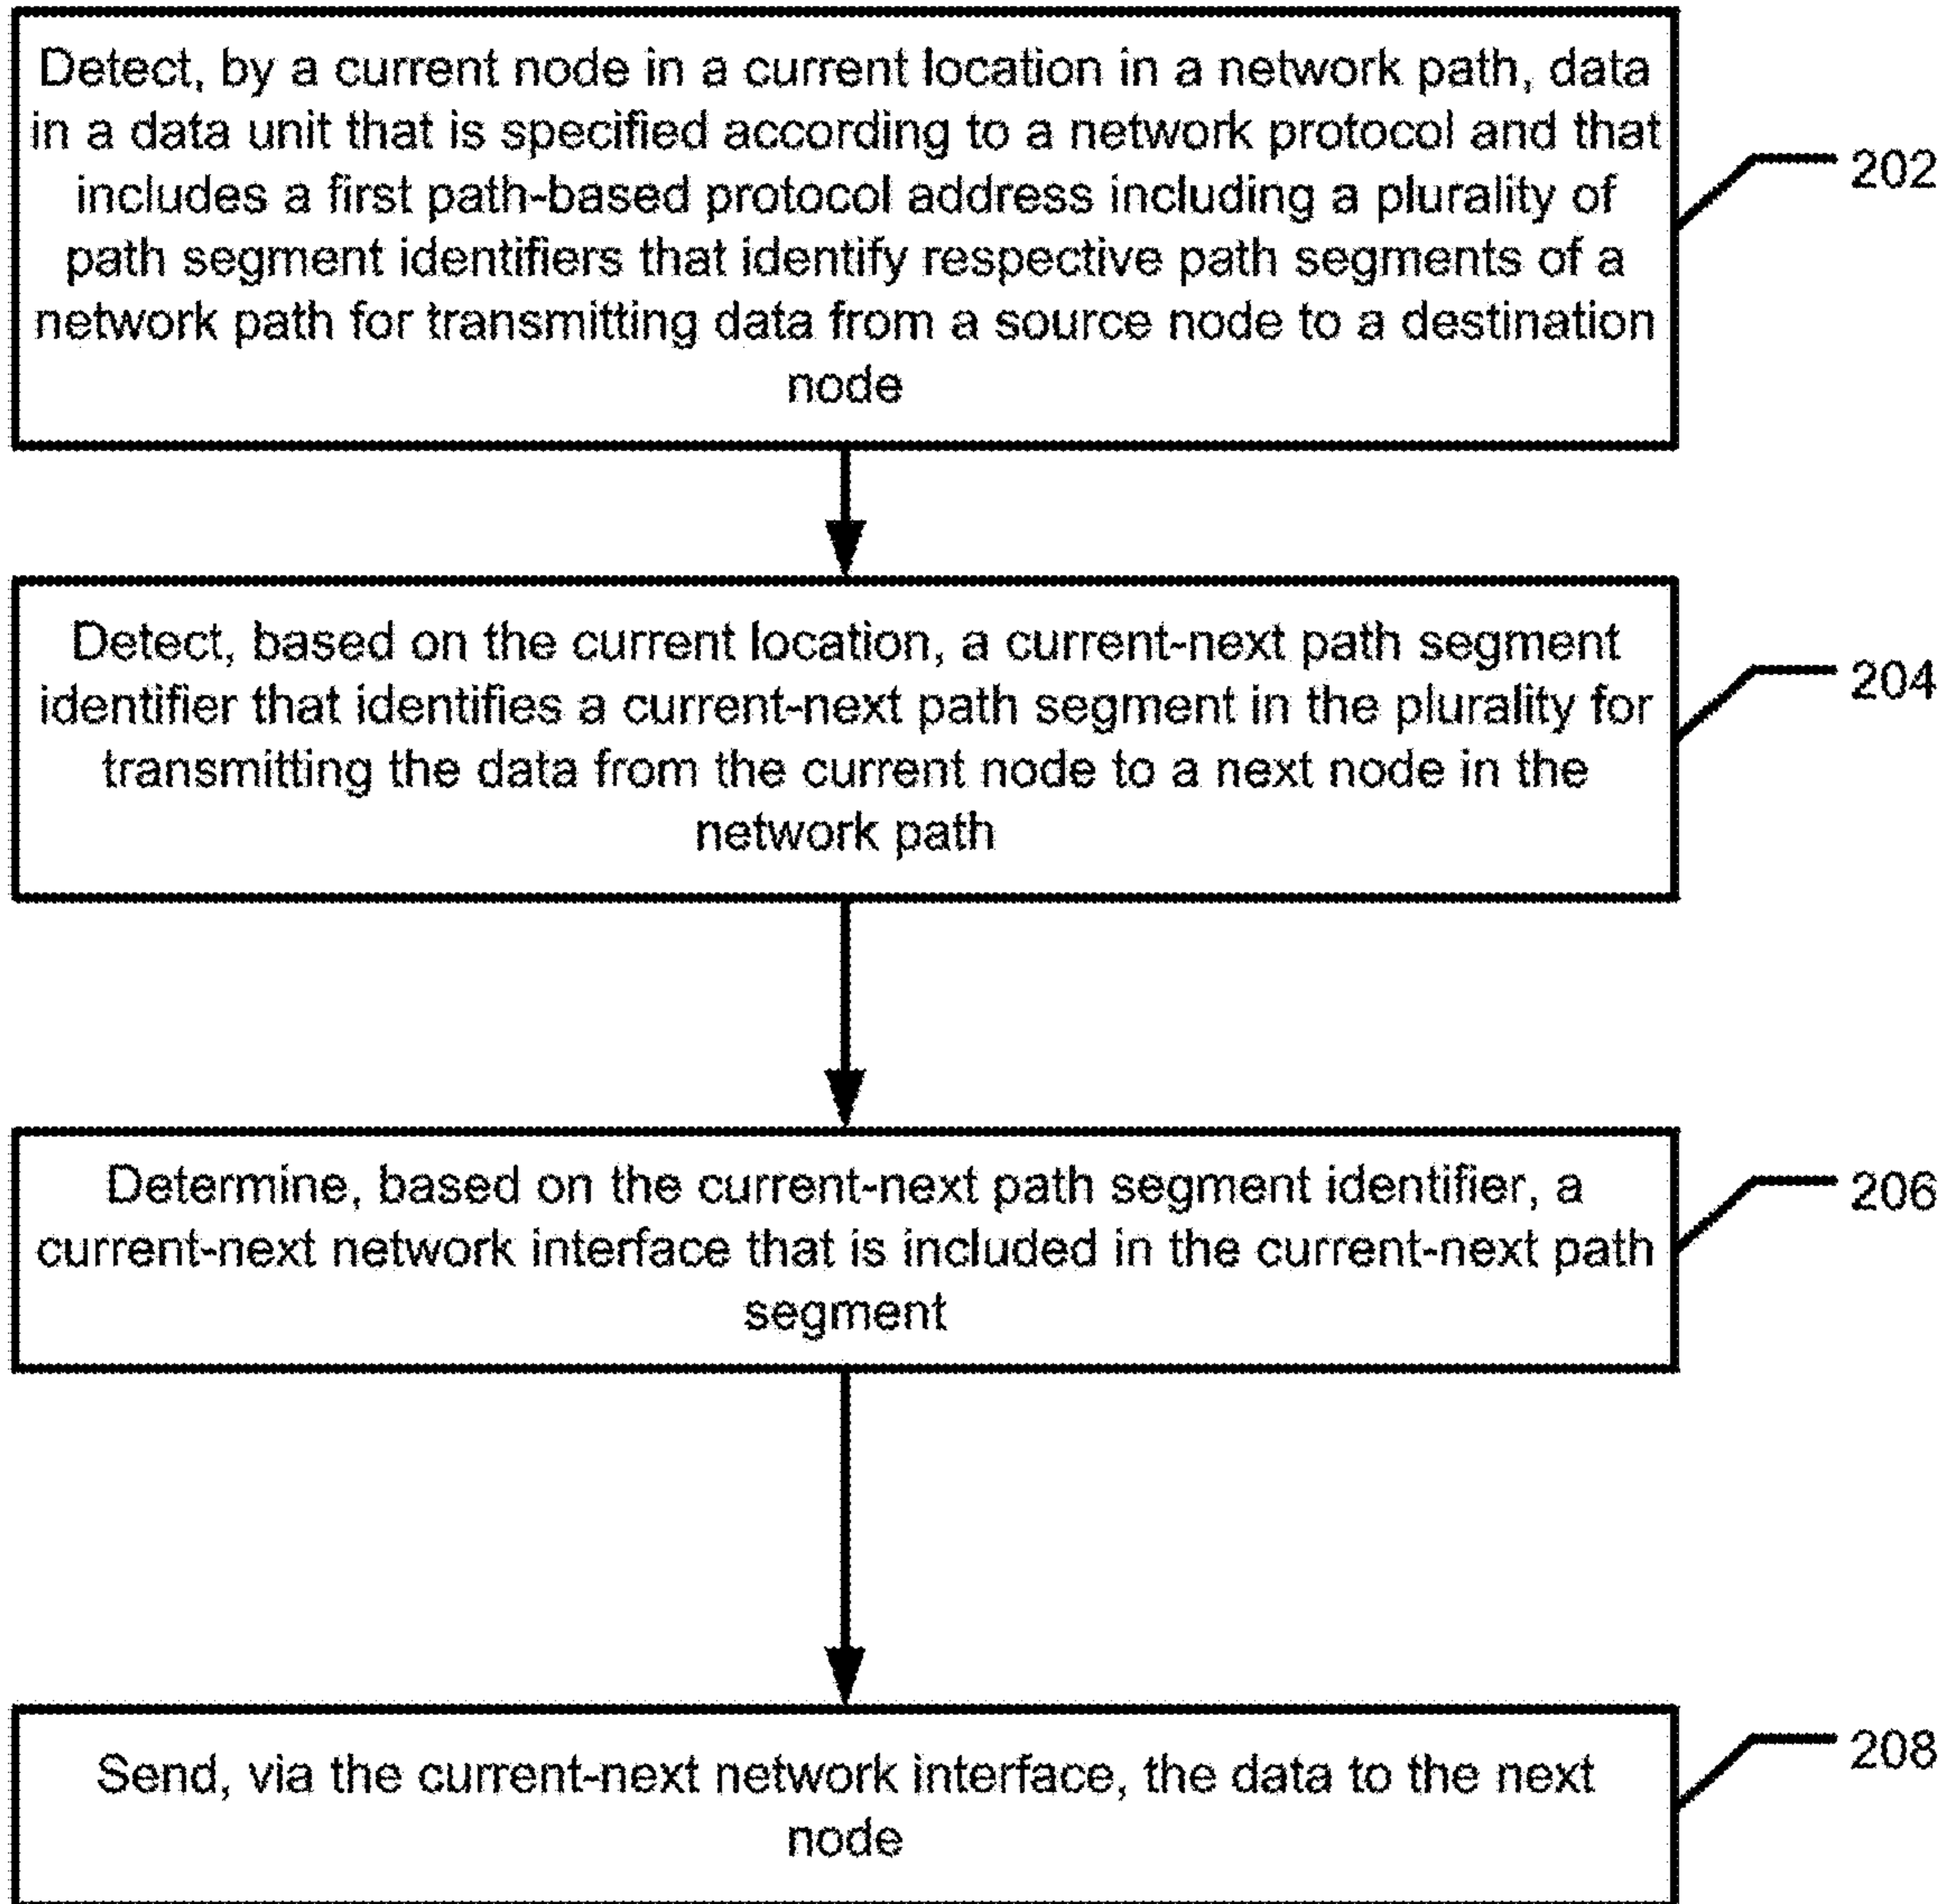 Detect, by a current node in a current location in a network path, data
in a data unit that is specified according to a network protocol and that
includes a first path-based protocol address including a plurality of
path segment identifiers that identify respective path segments of a
network path for transmitting data from a source node to a destination
node
202
Detect, based on the current location, a current-next path segment
identifier that identifies a current-next path segment in the plurality for
transmitting the data from the current node to a next node in the
network path
204
Determine, based on the current-next path segment identifier, a
current-next network interface that is included in the current-next path
segment
206
Send, via the current-next network interface, the data to the next
node
208